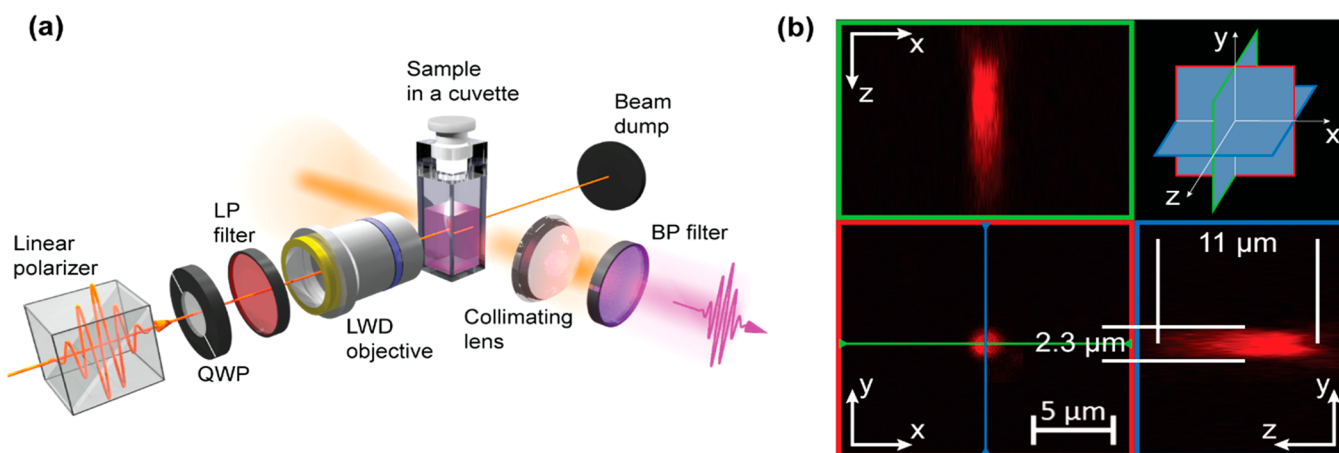 (a)
Sample
in a cuvette
Beam
dump
LP
filter
BP filter
Linear
polarizer
QWP
LWD
objective
Collimating
lens
(b)
x
z
y
x
z
y
x
5 μm
11 μm
2.3 μm
z
y